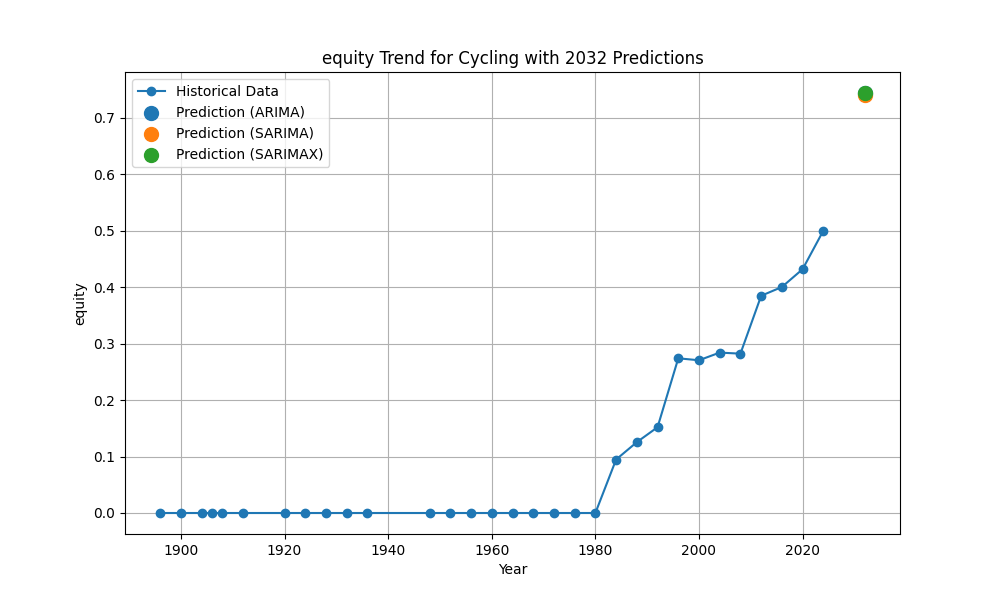 equity Trend for Cycling with 2032 Predictions
Historical Data
Prediction (ARIMA)
Prediction (SARIMA)
Prediction (SARIMAX)
equity
0.7
0.6
0.5
0.4
0.3
0.2
0.1
0.0
1900
1920
1940
1960
1980
2000
2020
Year